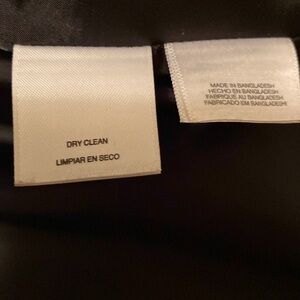 DRY CLEAN
LIMPIAR EN SECO
MADE IN BANGLADESH
HECHO EN BANGLADESH
FABRIQUE AU BANGLADESH
FABRICADO EM BANGLADESH